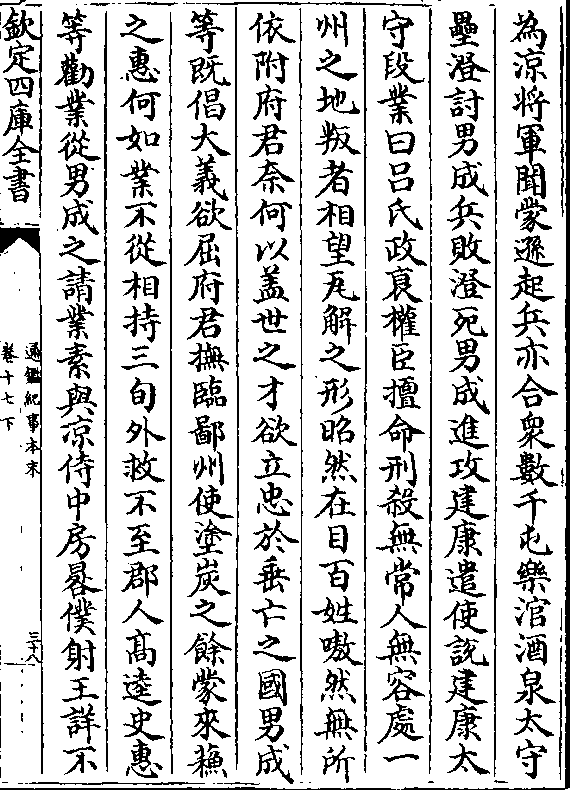 為涼將軍聞蒙遜起兵亦合衆數千屯樂涫酒泉太守
壘澄討男成兵敗澄死男成進攻建康遣使說建康太
守段業曰吕氏政衰權臣擅命刑殺無常人無容處一
州之地叛者相望瓦解之形昭然在目百姓嗷然無所
依附府君奈何以蓋世之才欲立忠於垂亡之國男成
等既倡大義欲屈府君撫臨鄙州使塗炭之餘蒙來蘓
之惠何如業不從相持三旬外救不至郡人髙逵史惠
等勸業從男成之請業素與凉侍中房晷僕射王詳不
欽定四庫全書
通鑑紀事本末
卷十七下
三十八